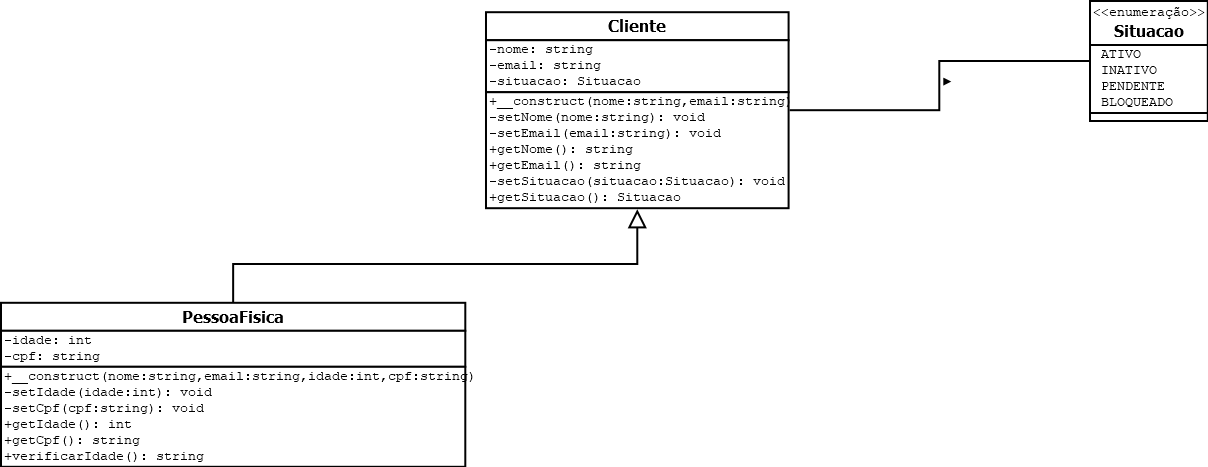 Cliente
-nome: string
-email: string
-situacao: Situacao
+__construct(nome:string,email:string)
-setNome(nome:string): void
-setEmail(email:string): void
+getNome(): string
+getEmail(): string
-setSituacao(situacao:Situacao): void
+getSituacao(): Situacao
<<enumeração>>
Situacao
ATIVO
INATIVO
PENDENTE
BLOQUEADO
PessoaFisica
-idade: int
-cpf: string
+__construct(nome:string,email:string,idade:int,cpf:string)
-setIdade(idade:int): void
-setCpf(cpf:string): void
+getIdade(): int
+getCpf(): string
+verificarIdade(): string